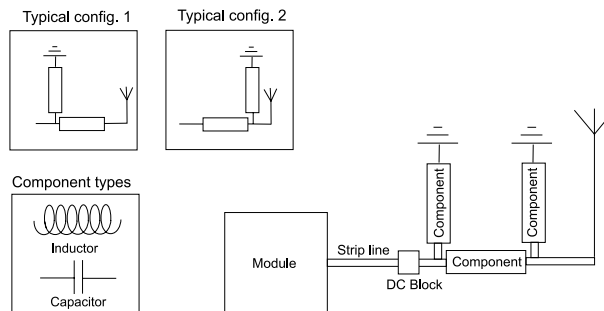 Typical config. 1
Typical config. 2
Component types
Inductor
Capacitor
Module
Strip line
DC Block
Component
Component
Component